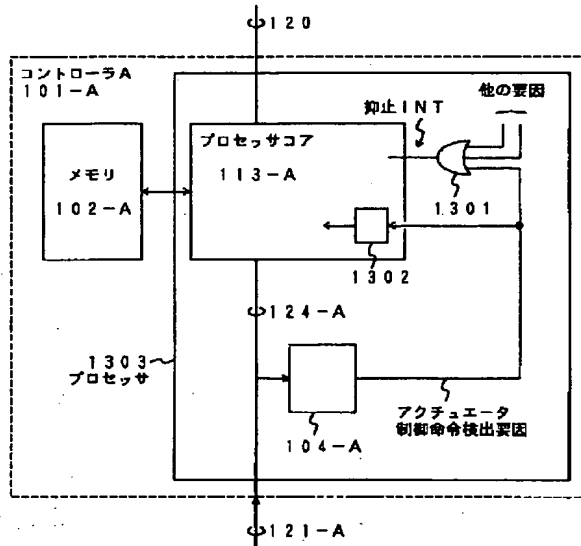 120
コントローラA
101-A
他の要因
抑止INT
プロセッサコア
113-A
メモリ
102-A
1301
1302
124-A
1303
プロセッサ
104-A
アクチュエータ
制御命令検出要因
121-A